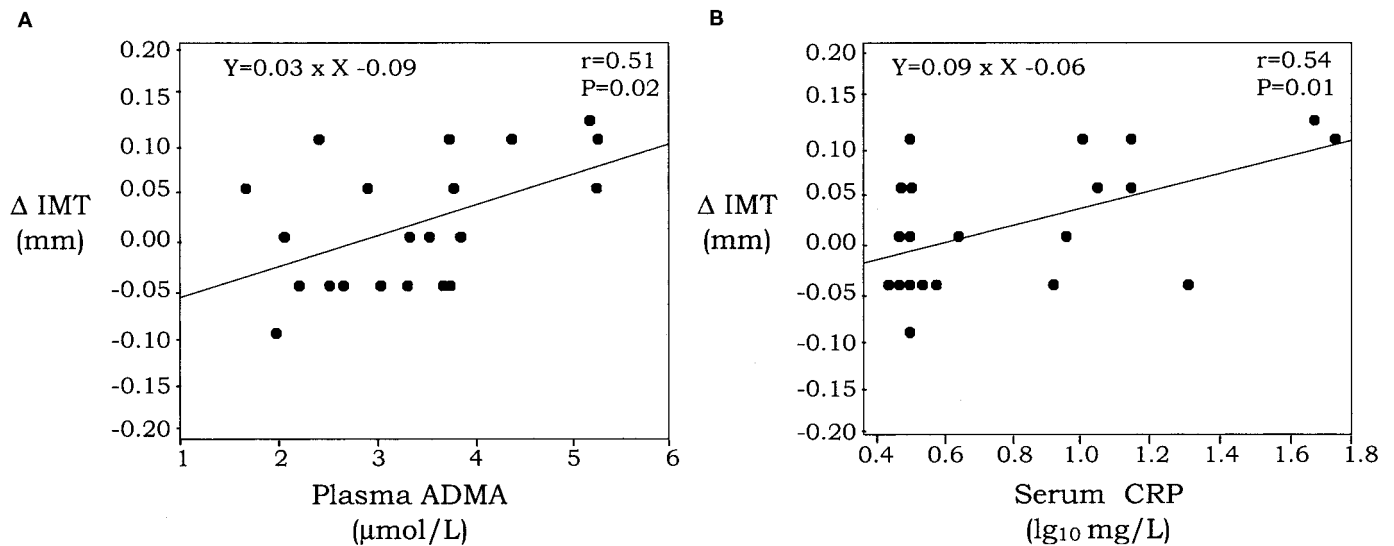 A
0.20
0.15
0.10
0.05
0.00
-0.05
-0.10
-0.15
-0.20
Δ IMT
(mm)
Y=0.03 x X -0.09
r=0.51
P=0.02
1 2 3 4 5 6
Plasma ADMA
(μmol/L)
B
0.20
0.15
0.10
0.05
0.00
-0.05
-0.10
-0.15
-0.20
Δ IMT
(mm)
Y=0.09 x X -0.06
r=0.54
P=0.01
0.4 0.6 0.8 1.0 1.2 1.4 1.6 1.8
Serum CRP
(lg₁₀ mg/L)